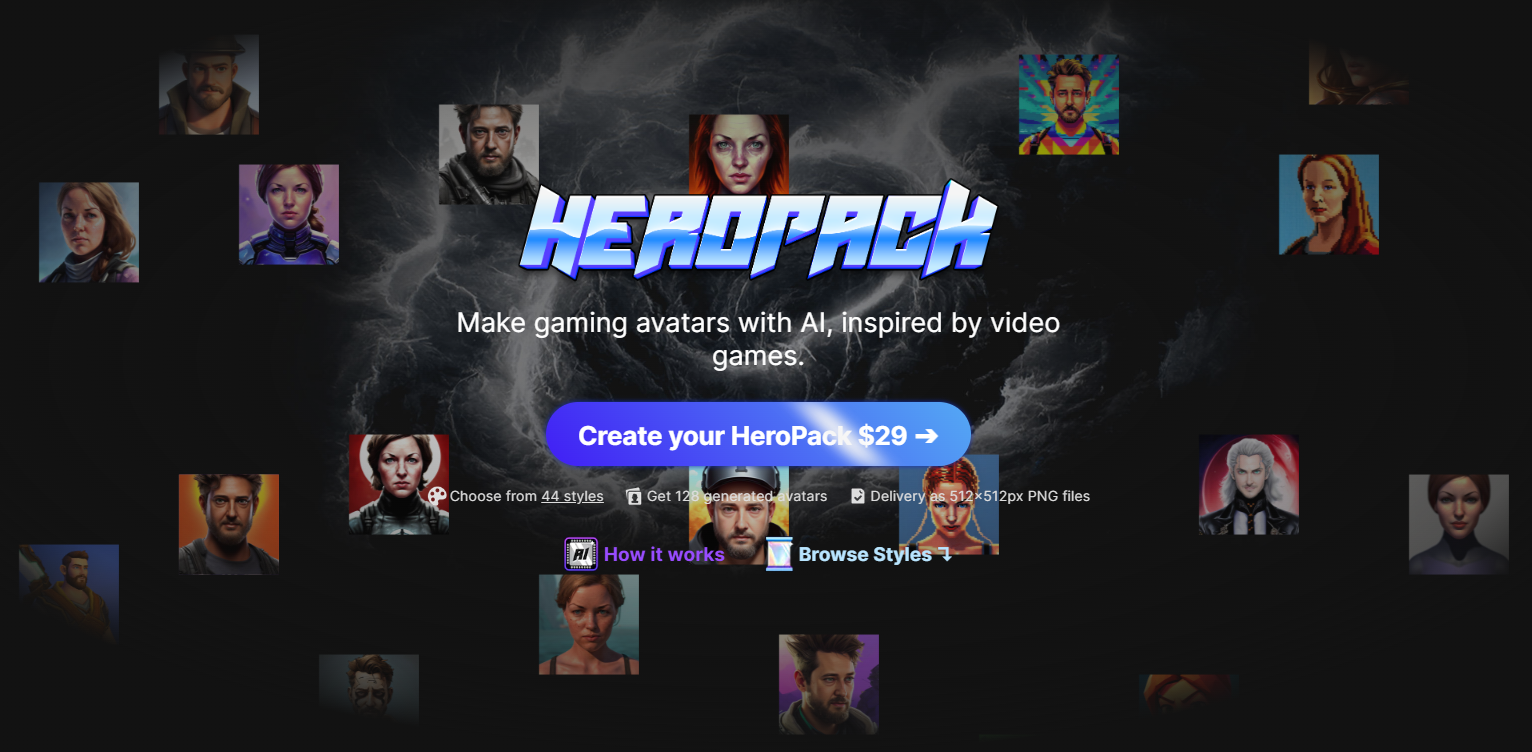 HEROPACK
Make gaming avatars with AI, inspired by video
games.
Create your HeroPack $29 ➔
Choose from 44 styles Get 128 generated avatars Delivery as 512×512px PNG files
AI How it works Browse Styles ↴